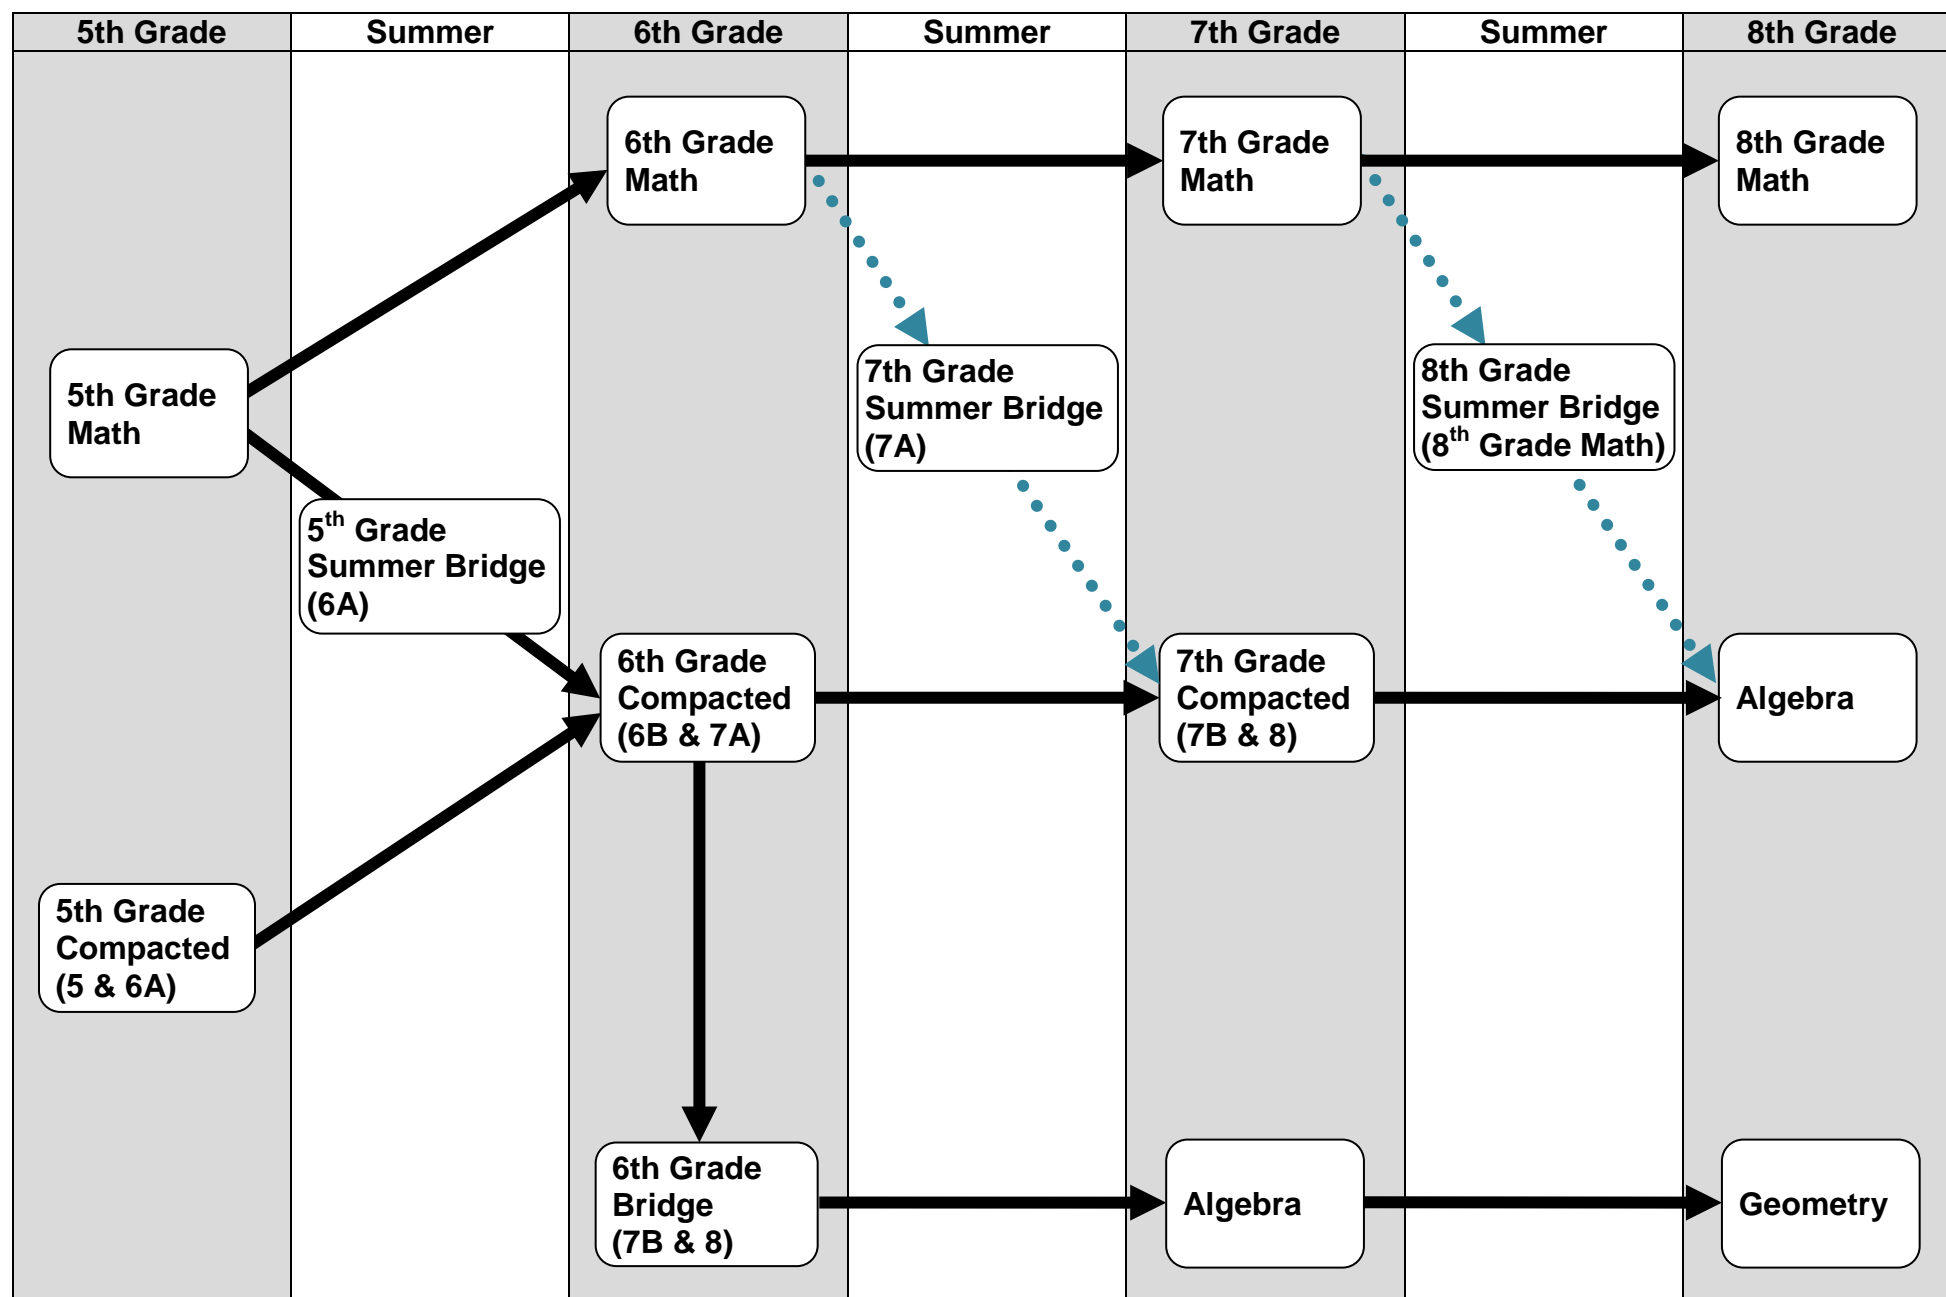 5th Grade
Summer
6th Grade
Summer
7th Grade
Summer
8th Grade
6th Grade
Math
7th Grade
Math
8th Grade
Math
5th Grade
Math
7th Grade
Summer Bridge
(7A)
8th Grade
Summer Bridge
(8th Grade Math)
5th Grade
Summer Bridge
(6A)
6th Grade
Compacted
(6B & 7A)
7th Grade
Compacted
(7B & 8)
Algebra
5th Grade
Compacted
(5 & 6A)
6th Grade
Bridge
(7B & 8)
Algebra
Geometry